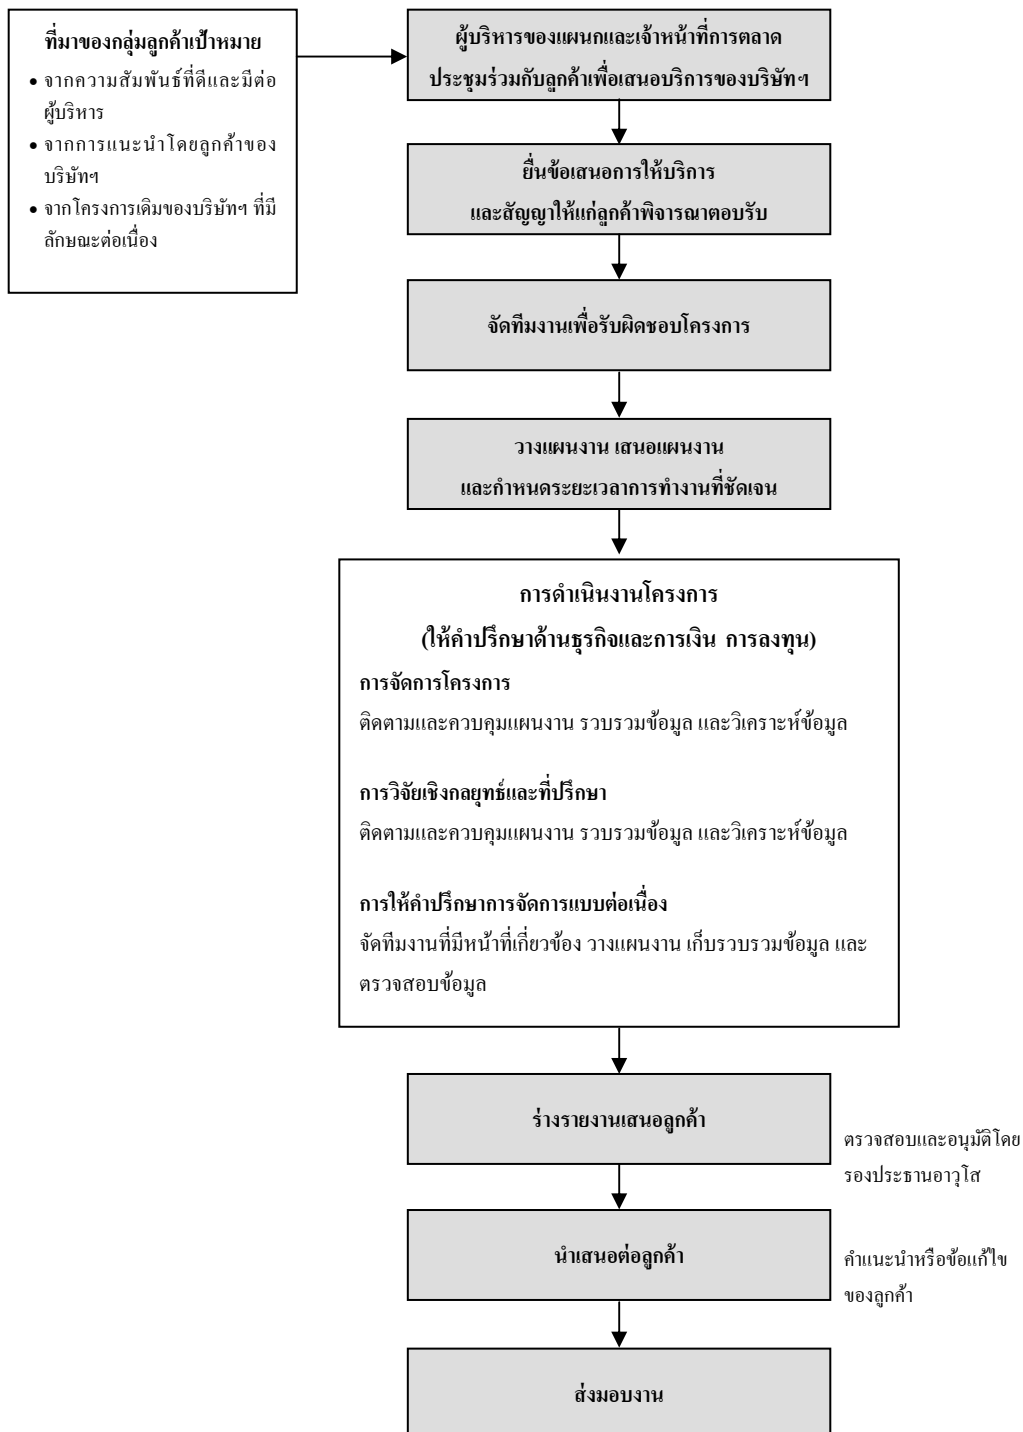 ที่มาของกลุ่มลูกค้าเป้าหมาย
• จากความสัมพันธ์ที่ดีและมีต่อ
ผู้บริหาร
• จากการแนะนำโดยลูกค้าของ
บริษัทฯ
• จากโครงการเดิมของบริษัทฯ ที่มี
ลักษณะต่อเนื่อง
ผู้บริหารของแผนกและเจ้าหน้าที่การตลาด
ประชุมร่วมกับลูกค้าเพื่อเสนอบริการของบริษัทฯ
ยื่นข้อเสนอการให้บริการ
และสัญญาให้แก่ลูกค้าพิจารณาตอบรับ
จัดทีมงานเพื่อรับผิดชอบโครงการ
วางแผนงาน เสนอแผนงาน
และกำหนดระยะเวลาการทำงานที่ชัดเจน
การดำเนินงานโครงการ
(ให้คำปรึกษาด้านธุรกิจและการเงิน การลงทุน)
การจัดการโครงการ
ติดตามและควบคุมแผนงาน รวบรวมข้อมูล และวิเคราะห์ข้อมูล
การวิจัยเชิงกลยุทธ์และที่ปรึกษา
ติดตามและควบคุมแผนงาน รวบรวมข้อมูล และวิเคราะห์ข้อมูล
การให้คำปรึกษาการจัดการแบบต่อเนื่อง
จัดทีมงานที่มีหน้าที่เกี่ยวข้อง วางแผนงาน เก็บรวบรวมข้อมูล และ
ตรวจสอบข้อมูล
ร่างรายงานเสนอลูกค้า
ตรวจสอบและอนุมัติโดย
รองประธานอาวุโส
นำเสนอต่อลูกค้า
คำแนะนำหรือข้อแก้ไข
ของลูกค้า
ส่งมอบงาน